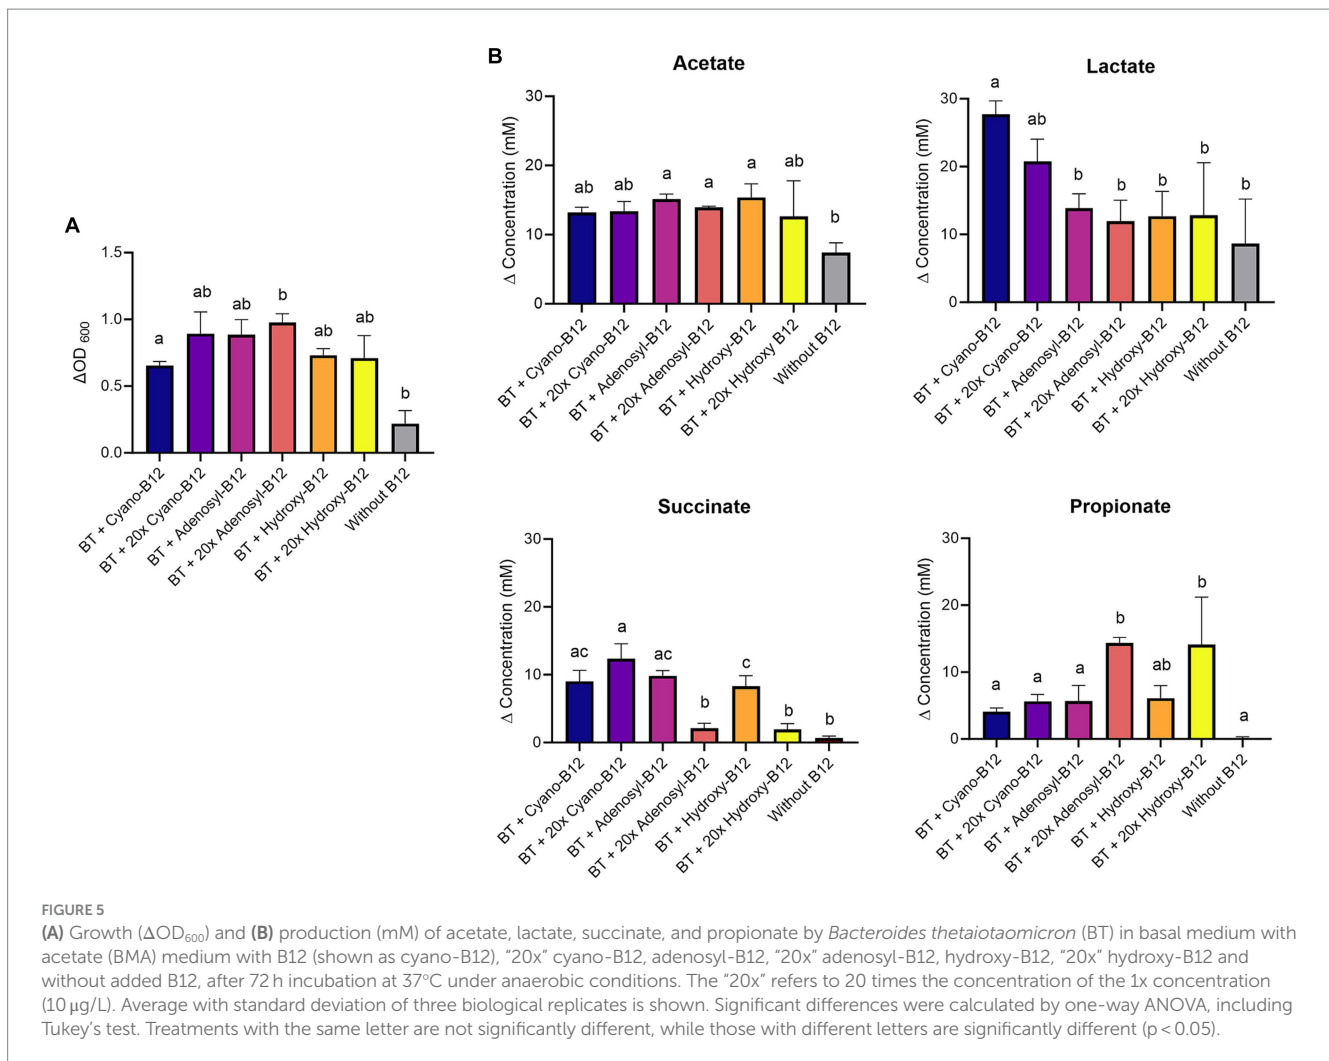 A
ΔOD 600
1.5
1.0
0.5
0.0
a
ab
ab
b
ab
ab
b
BT + Cyano-B12
BT + 20x Cyano-B12
BT + Adenosyl-B12
BT + 20x Adenosyl-B12
BT + Hydroxy-B12
BT + 20x Hydroxy-B12
Without B12
B
Acetate
Δ Concentration (mM)
30
20
10
0
ab
ab
a
a
a
ab
b
BT + Cyano-B12
BT + 20x Cyano-B12
BT + Adenosyl-B12
BT + 20x Adenosyl-B12
BT + Hydroxy-B12
BT + 20x Hydroxy B12
Without B12
Lactate
Δ Concentration (mM)
30
20
10
0
a
ab
b
b
b
b
b
BT + Cyano-B12
BT + 20x Cyano-B12
BT + Adenosyl-B12
BT + 20x Adenosyl-B12
BT + Hydroxy-B12
BT + 20x Hydroxy-B12
Without B12
Succinate
Δ Concentration (mM)
30
20
10
0
ac
a
ac
b
c
b
b
BT + Cyano-B12
BT + 20x Cyano-B12
BT + Adenosyl-B12
BT + 20x Adenosyl-B12
BT + Hydroxy-B12
BT + 20x Hydroxy-B12
Without B12
Propionate
Δ Concentration (mM)
30
20
10
0
a
a
a
b
ab
b
a
BT + Cyano-B12
BT + 20x Cyano-B12
BT + Adenosyl-B12
BT + 20x Adenosyl-B12
BT + Hydroxy-B12
BT + 20x Hydroxy-B12
Without B12
FIGURE 5
(A) Growth (ΔOD600) and (B) production (mM) of acetate, lactate, succinate, and propionate by Bacteroides thetaiotaomicron (BT) in basal medium with
acetate (BMA) medium with B12 (shown as cyano-B12), “20x” cyano-B12, adenosyl-B12, “20x” adenosyl-B12, hydroxy-B12, “20x” hydroxy-B12 and
without added B12, after 72 h incubation at 37°C under anaerobic conditions. The “20x” refers to 20 times the concentration of the 1x concentration
(10 μg/L). Average with standard deviation of three biological replicates is shown. Significant differences were calculated by one-way ANOVA, including
Tukey’s test. Treatments with the same letter are not significantly different, while those with different letters are significantly different (p < 0.05).